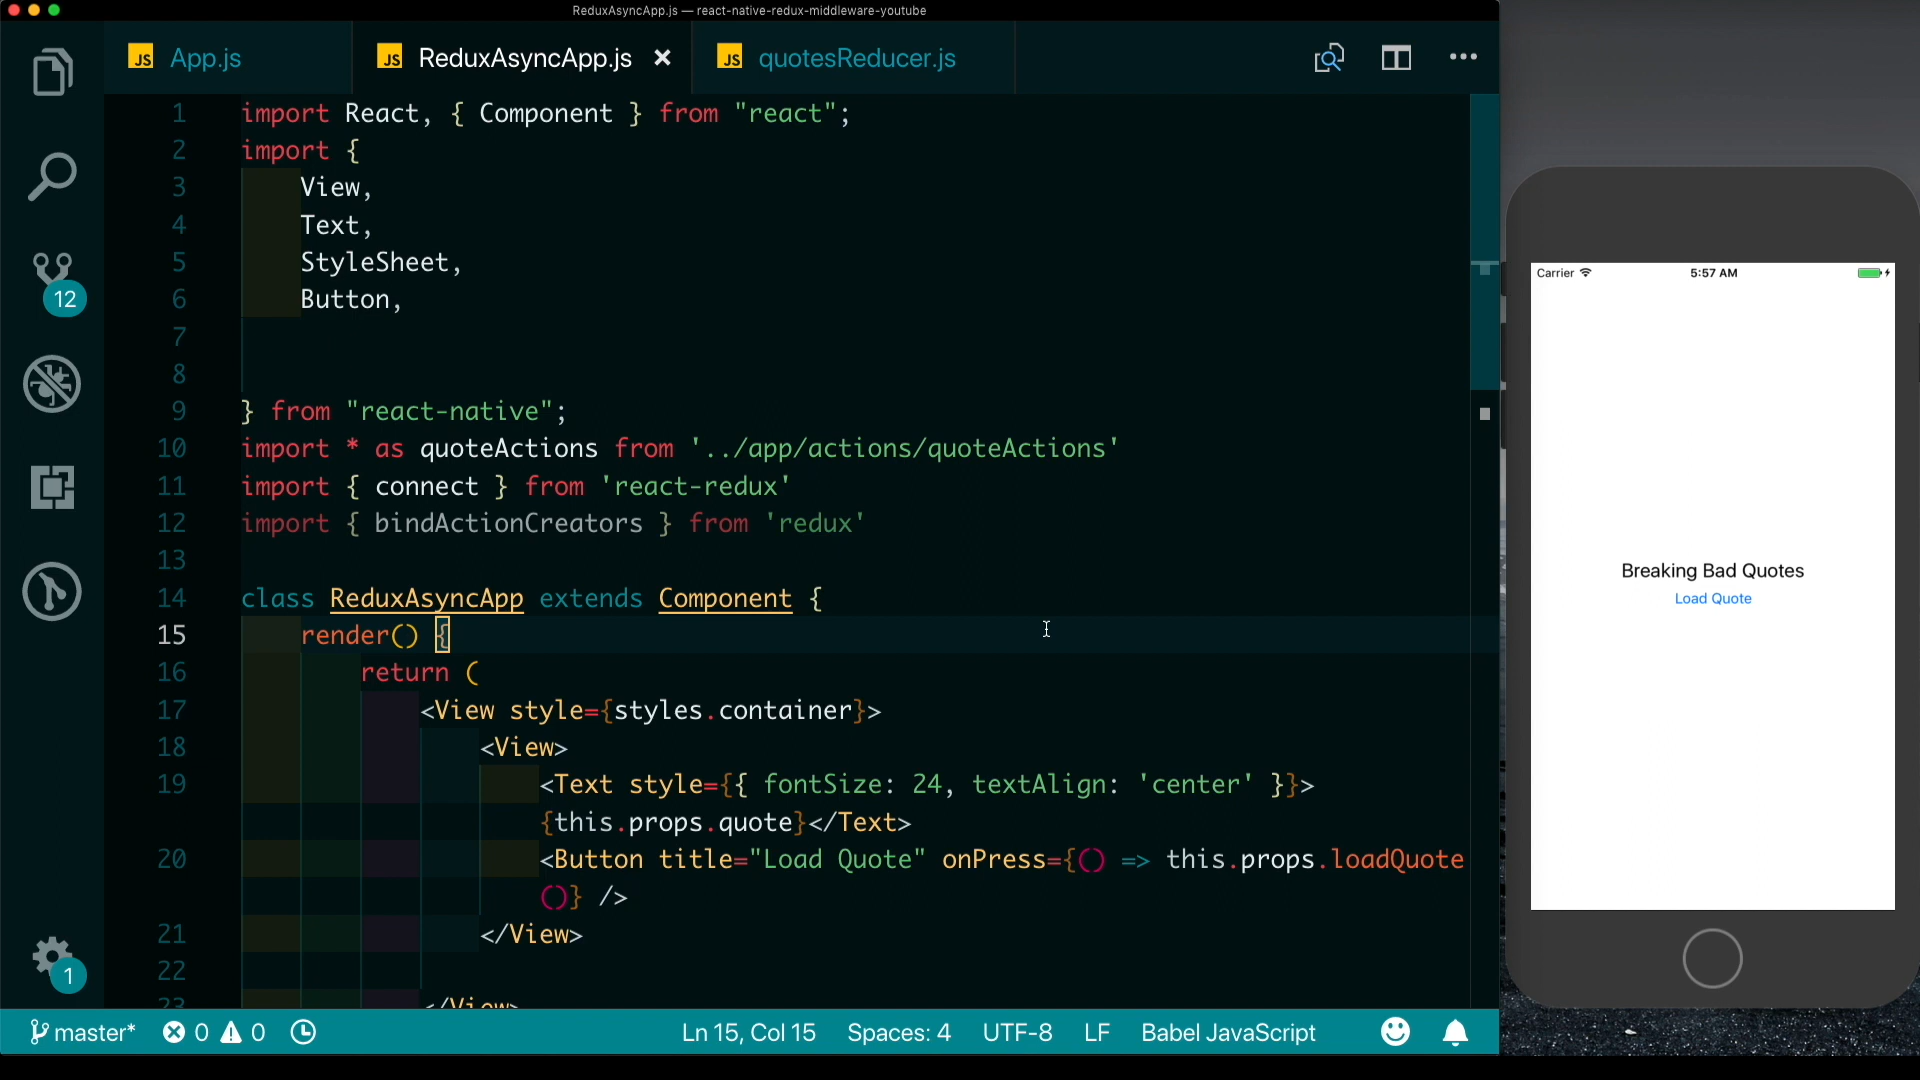 ReduxAsyncApp.js — react-native-redux-middleware-youtube
JS App.js
JS ReduxAsyncApp.js ×
JS quotesReducer.js
1 import React, { Component } from "react";
2 import {
3 View,
4 Text,
5 StyleSheet,
6 Button,
7
8
9 } from "react-native";
10 import * as quoteActions from '../app/actions/quoteActions'
11 import { connect } from 'react-redux'
12 import { bindActionCreators } from 'redux'
13
14 class ReduxAsyncApp extends Component {
15 render() {
16 return (
17 <View style={styles.container}>
18 <View>
19 <Text style={{ fontSize: 24, textAlign: 'center' }}>
{this.props.quote}</Text>
20 <Button title="Load Quote" onPress={() => this.props.loadQuote
()} />
21 </View>
22
23 </View>
12
1
master* 0 0 Ln 15, Col 15 Spaces: 4 UTF-8 LF Babel JavaScript
Carrier 5:57 AM
Breaking Bad Quotes
Load Quote